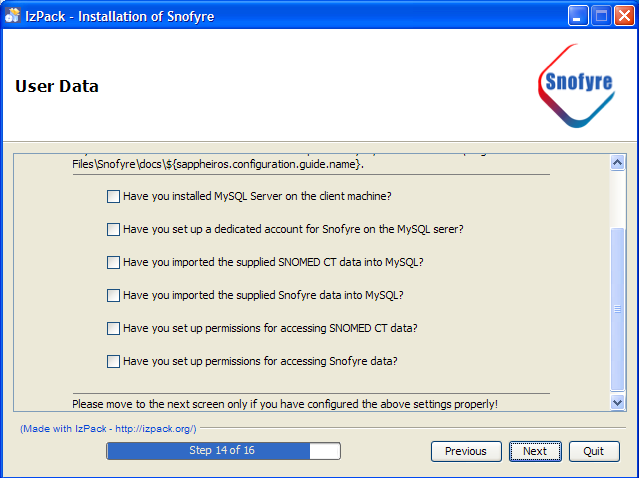 IzPack - Installation of Snofyre
User Data
Snofyre
Files\Snofyre\docs\${sappheiros.configuration.guide.name}.
Have you installed MySQL Server on the client machine?
Have you set up a dedicated account for Snofyre on the MySQL serer?
Have you imported the supplied SNOMED CT data into MySQL?
Have you imported the supplied Snofyre data into MySQL?
Have you set up permissions for accessing SNOMED CT data?
Have you set up permissions for accessing Snofyre data?
Please move to the next screen only if you have configured the above settings properly!
(Made with IzPack - http://izpack.org/)
Step 14 of 16
Previous
Next
Quit